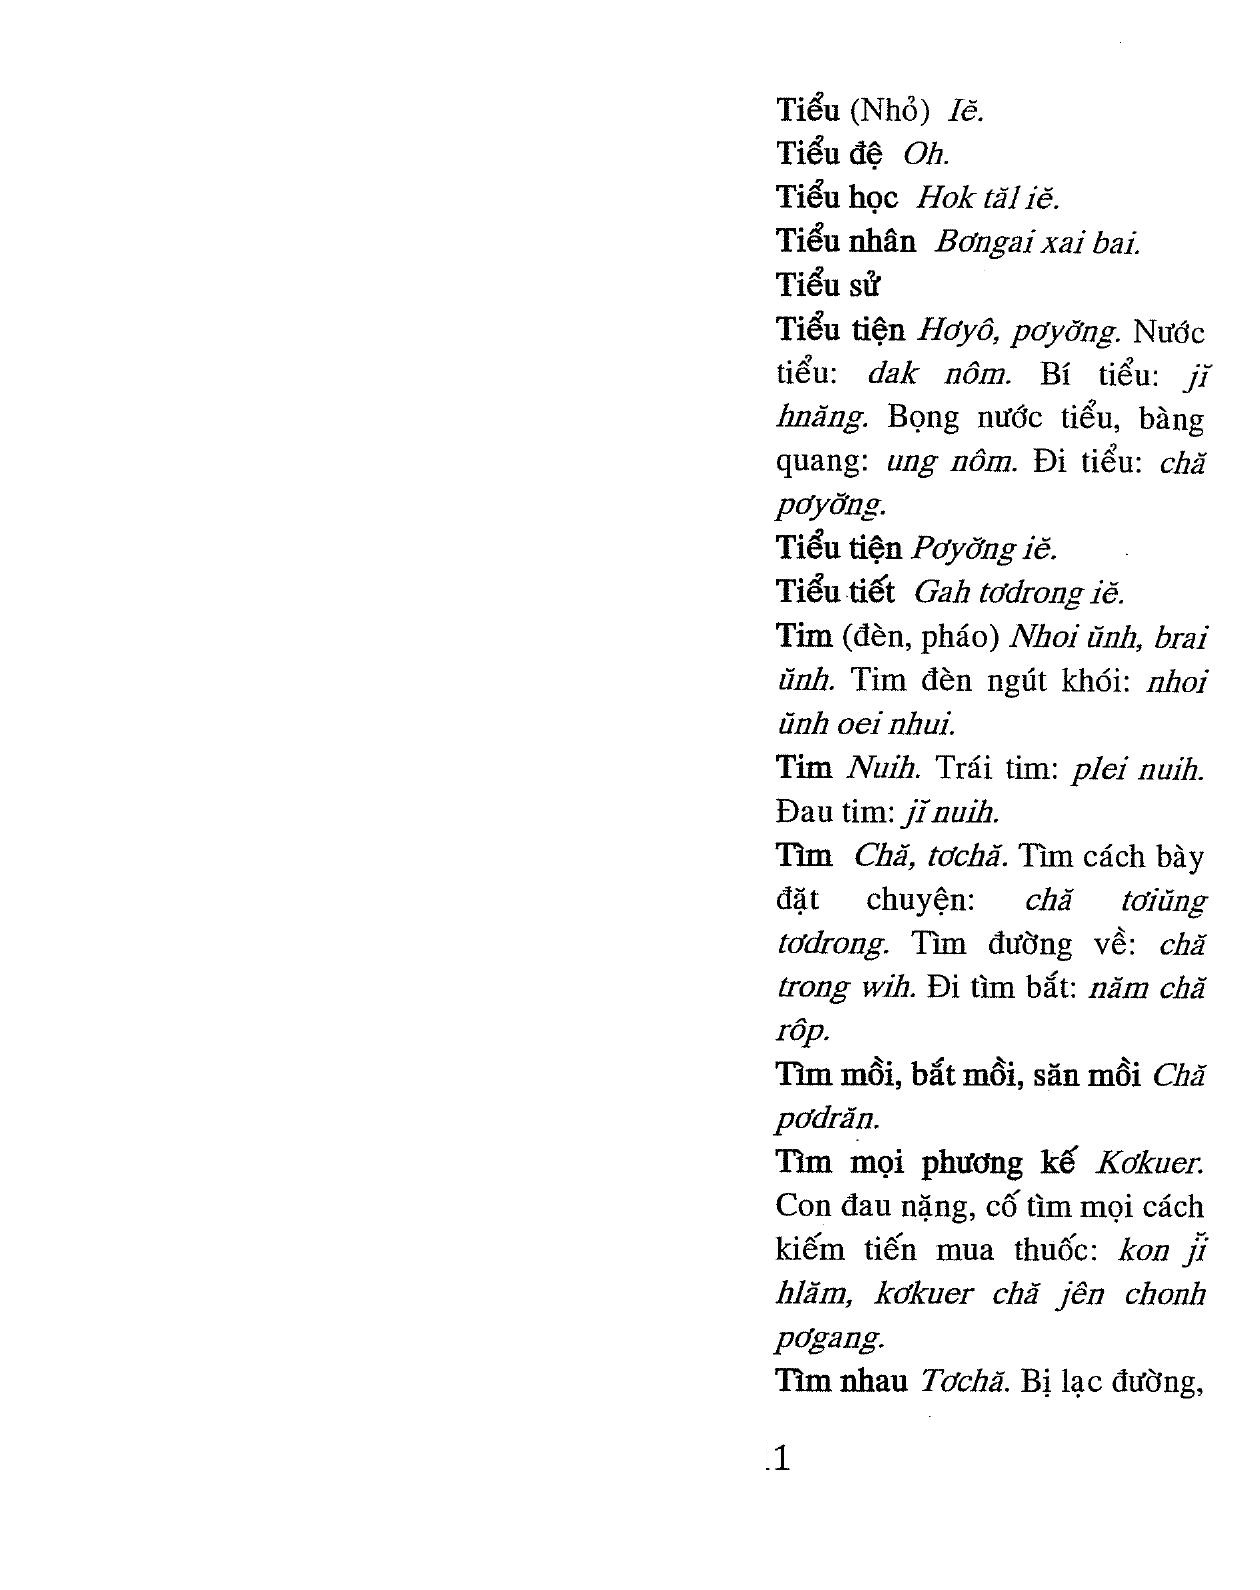 Tiểu (Nhỏ) Iĕ.
Tiểu đệ Oh.
Tiểu học Hok tăl iĕ.
Tiểu nhân Bơngai xai bai.
Tiểu sử
Tiểu tiện Hơyô, pơyơ̆ng. Nước
tiểu: dak nôm. Bí tiểu: jĭ
hnăng. Bọng nước tiểu, bàng
quang: ung nôm. Đi tiểu: chă
pơyơ̆ng.
Tiểu tiện Pơyơ̆ng iĕ.
Tiểu tiết Gah tơdrong iĕ.
Tim (đèn, pháo) Nhoi ŭnh, brai
ŭnh. Tim đèn ngút khói: nhoi
ŭnh oei nhui.
Tim Nuih. Trái tim: plei nuih.
Đau tim: jĭ nuih.
Tìm Chă, tơchă. Tìm cách bày
đặt chuyện: chă tơiŭng
tơdrong. Tìm đường về: chă
trong wih. Đi tìm bắt: năm chă
rôp.
Tìm mồi, bắt mồi, săn mồi Chă
pơdrăn.
Tìm mọi phương kế Kơkuer.
Con đau nặng, cố tìm mọi cách
kiếm tiến mua thuốc: kon jĭ
hlăm, kơkuer chă jên chonh
pơgang.
Tìm nhau Tơchă. Bị lạc đường,
.1